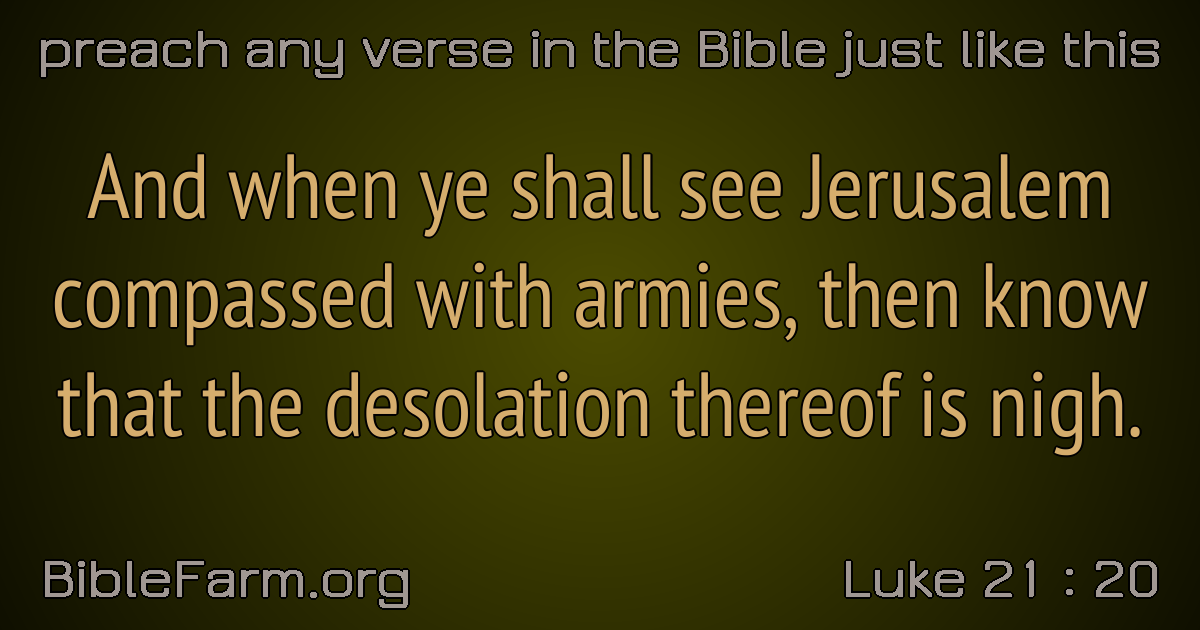 preach any verse in the Bible just like this
And when ye shall see Jerusalem
compassed with armies, then know
that the desolation thereof is nigh.
BibleFarm.org
Luke 21 : 20